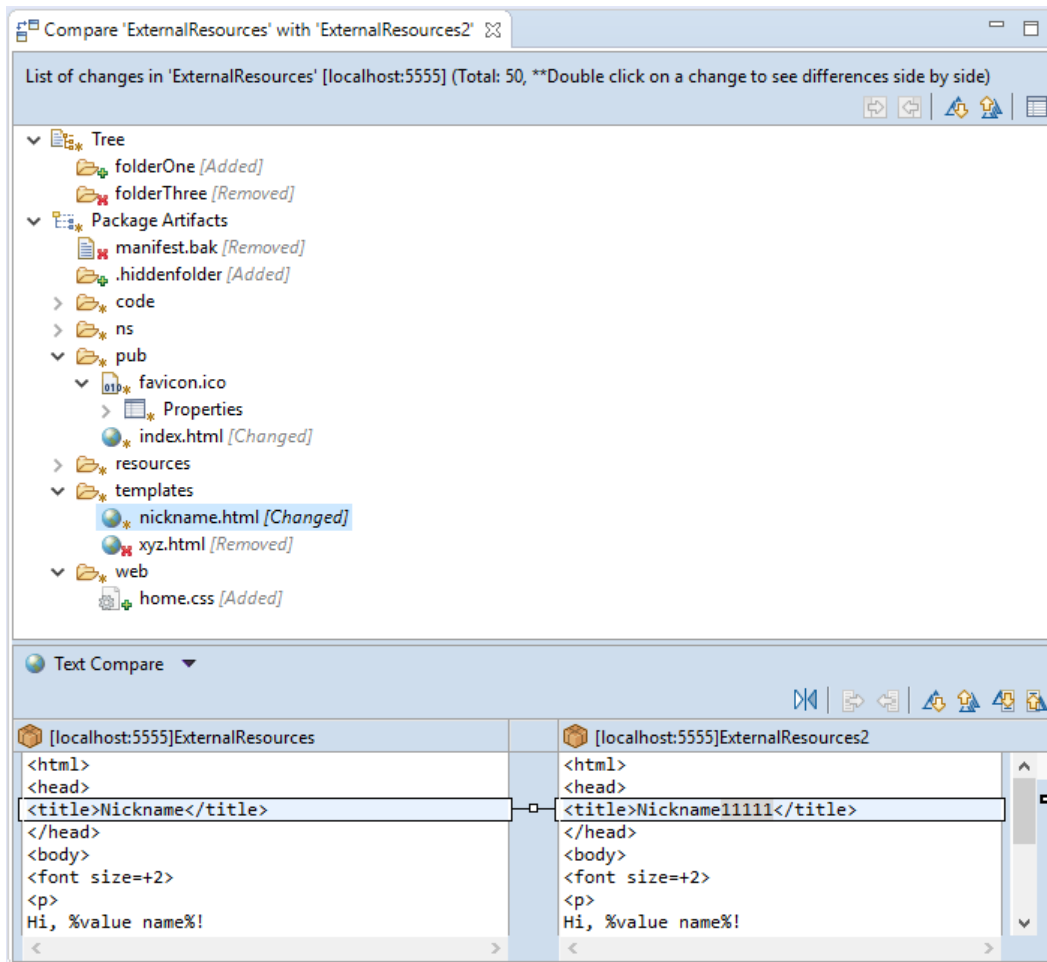 Compare 'ExternalResources' with 'ExternalResources2'
List of changes in 'ExternalResources' [localhost:5555] (Total: 50, **Double click on a change to see differences side by side)
Tree
folderOne [Added]
folderThree [Removed]
Package Artifacts
manifest.bak [Removed]
.hiddenfolder [Added]
code
ns
pub
010 favicon.ico
Properties
index.html [Changed]
resources
templates
nickname.html [Changed]
xyz.html [Removed]
web
home.css [Added]
Text Compare
[localhost:5555]ExternalResources [localhost:5555]ExternalResources2
<html> <html>
<head> <head>
<title>Nickname</title> <title>Nickname11111</title>
</head> </head>
<body> <body>
<font size=+2> <font size=+2>
<p> <p>
Hi, %value name%! Hi, %value name%!